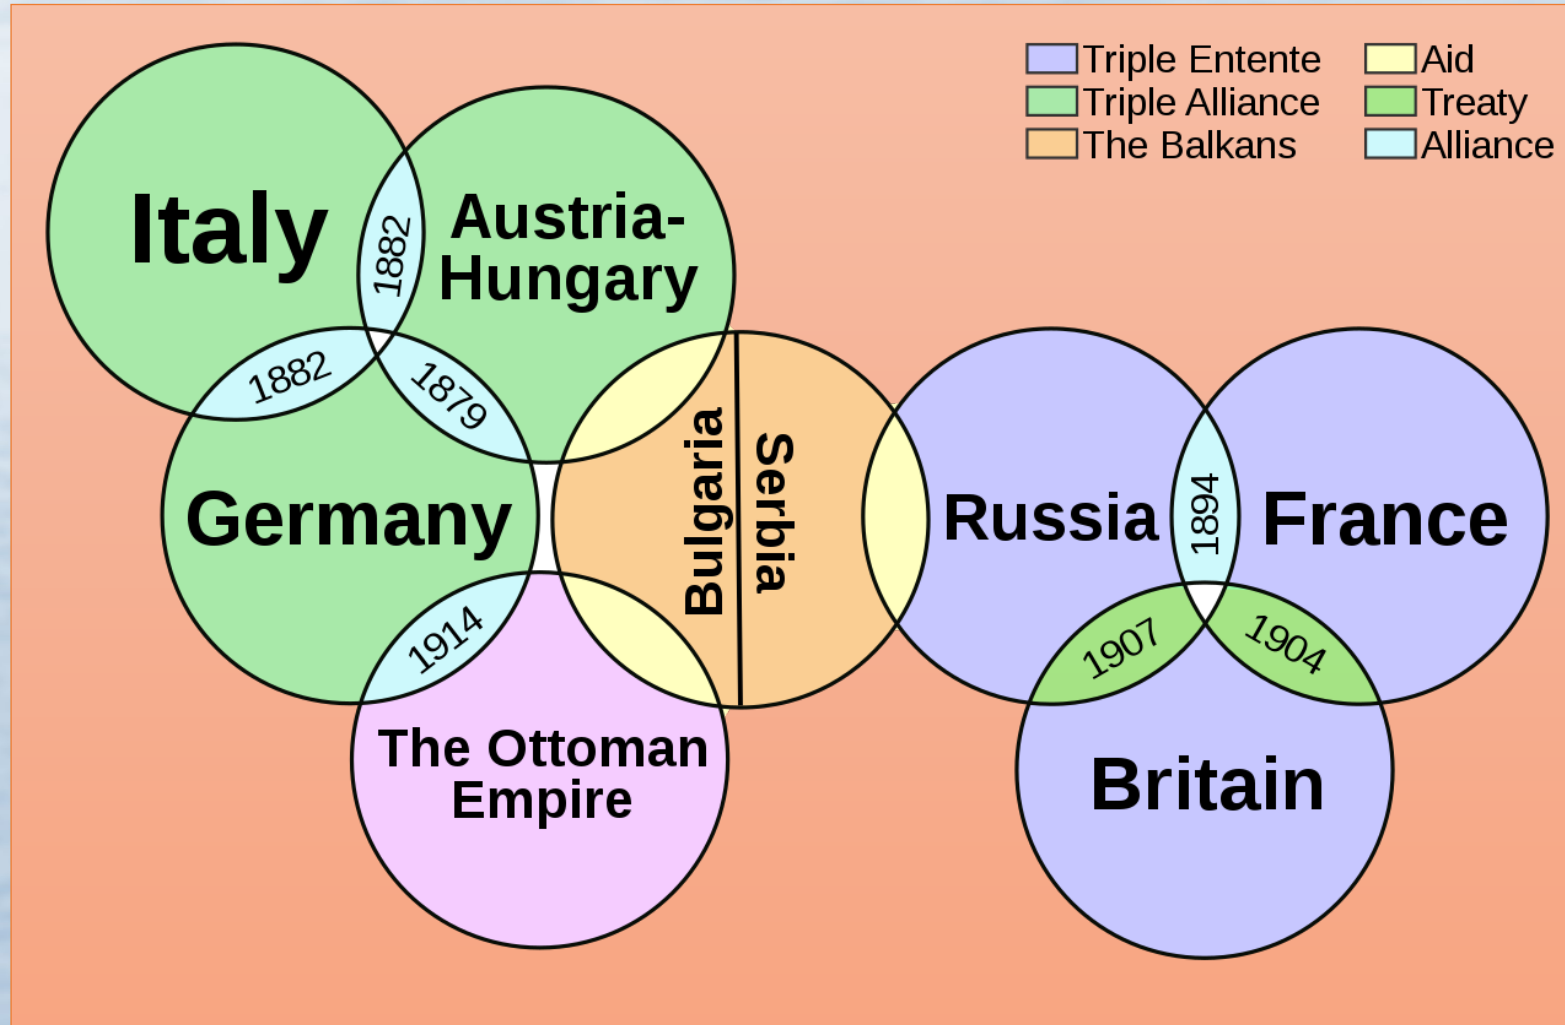 Triple Entente
Triple Alliance
The Balkans
Aid
Treaty
Alliance
Italy
1882
Austria-
Hungary
1882
1879
Germany
Bulgaria
Serbia
Russia
1894
France
1914
1907
1904
The Ottoman
Empire
Britain